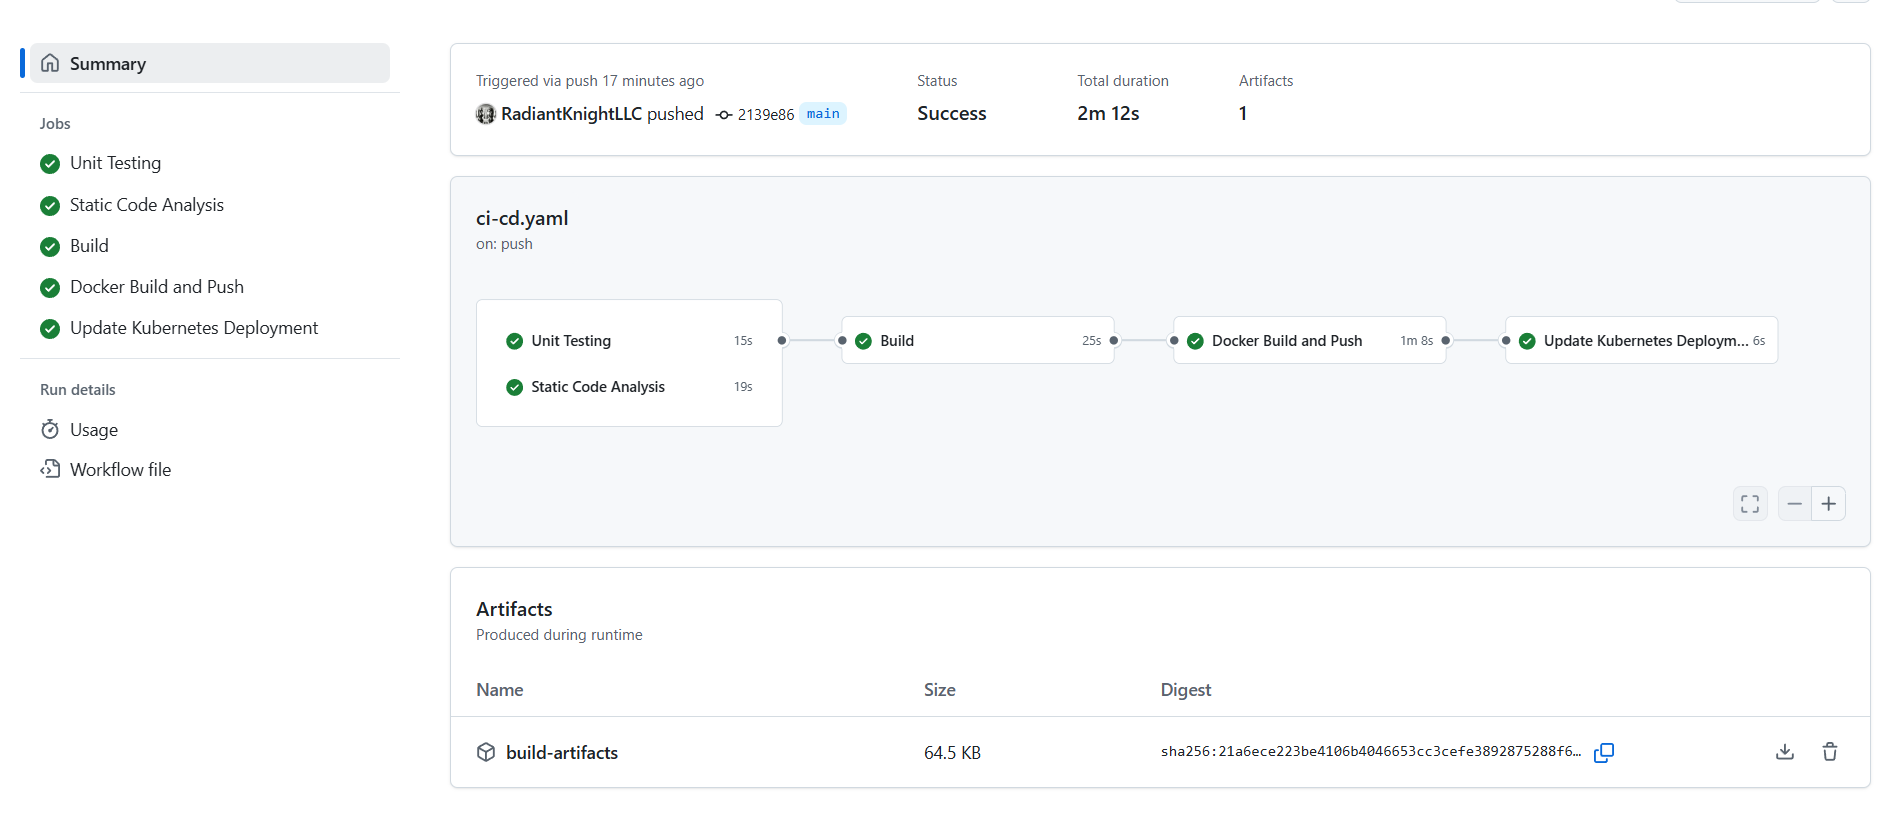 Summary
Jobs
Unit Testing
Static Code Analysis
Build
Docker Build and Push
Update Kubernetes Deployment
Run details
Usage
Workflow file
Triggered via push 17 minutes ago
RadiantKnightLLC pushed 2139e86 main
Status
Success
Total duration
2m 12s
Artifacts
1
ci-cd.yaml
on: push
Unit Testing 15s
Static Code Analysis 19s
Build 25s
Docker Build and Push 1m 8s
Update Kubernetes Deploym... 6s
Artifacts
Produced during runtime
Name Size Digest
build-artifacts 64.5 KB sha256:21a6ece223be4106b4046653cc3cefe3892875288f6…